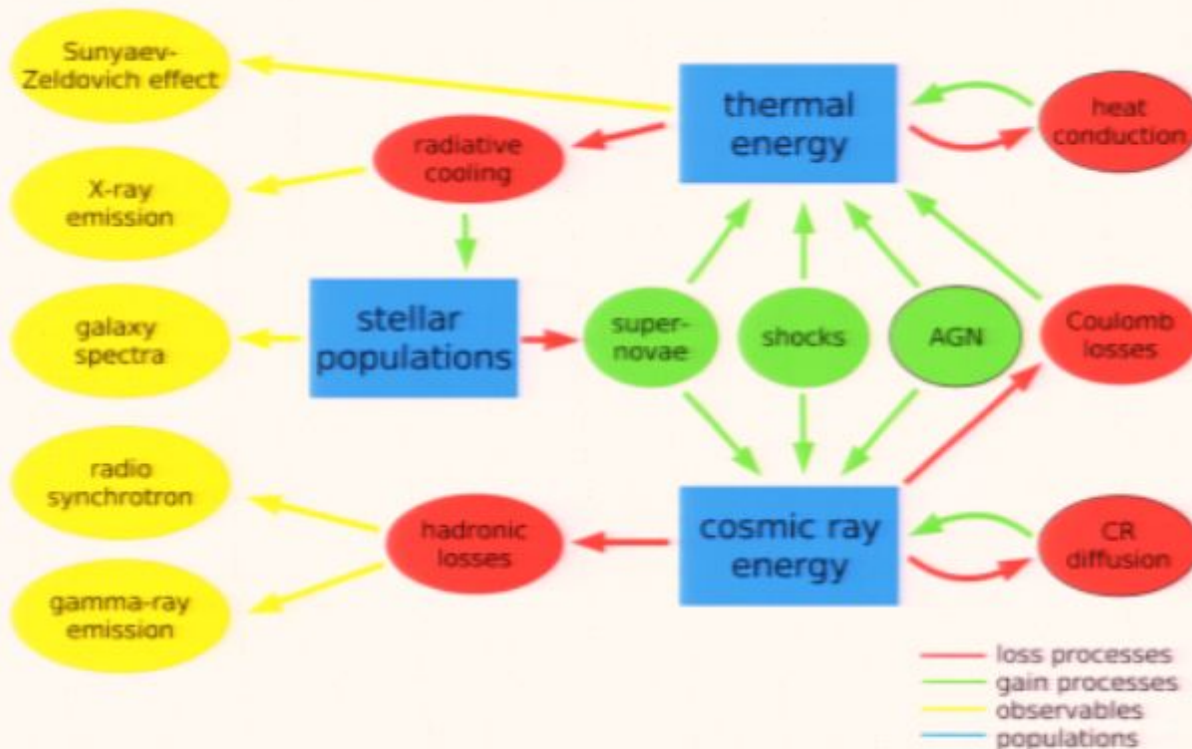 Sunyaev-
Zeldovich effect
thermal
energy
heat
conduction
radiative
cooling
X-ray
emission
stellar
populations
galaxy
spectra
super-
novae
shocks
AGN
Coulomb
losses
radio
synchrotron
hadronic
losses
cosmic ray
energy
CR
diffusion
gamma-ray
emission
loss processes
gain processes
observables
populations